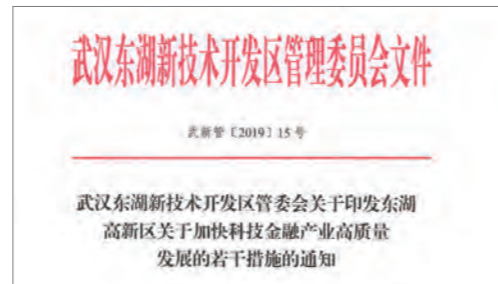 武汉东湖新技术开发区管理委员会文件
武新管〔2019〕15号
武汉东湖新技术开发区管委会关于印发东湖
高新区关于加快科技金融产业高质量
发展的若干措施的通知